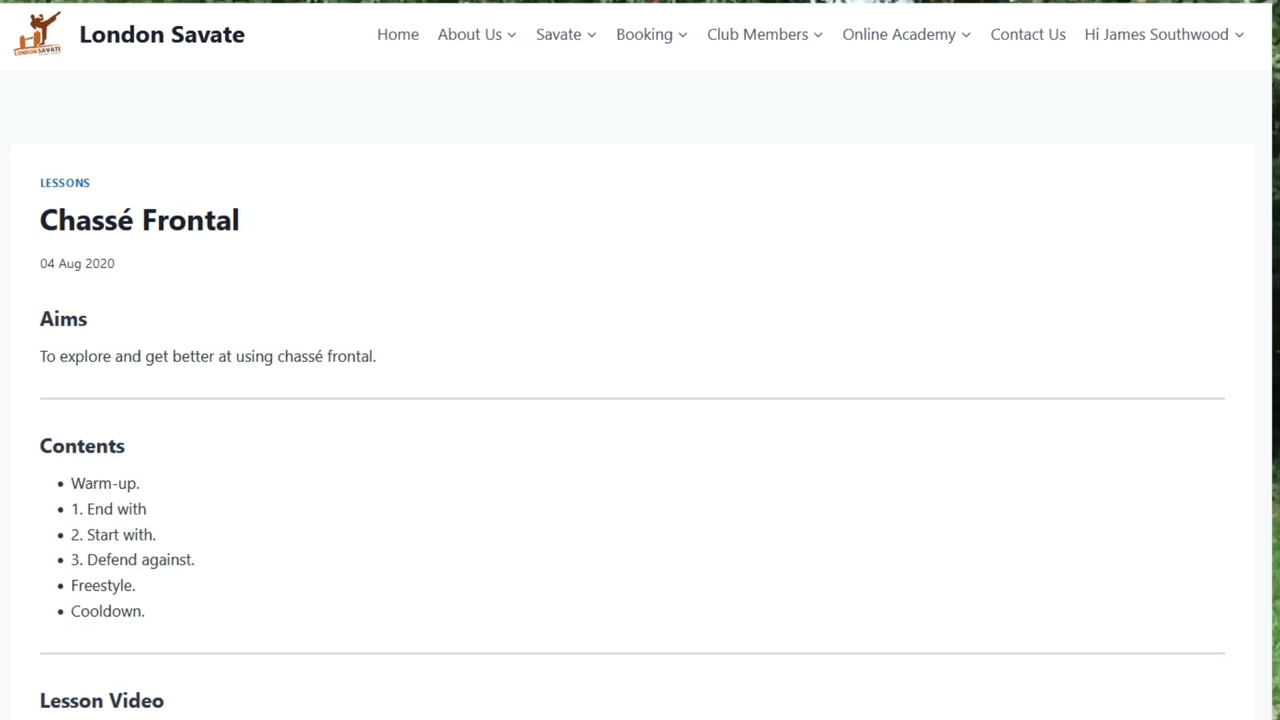 LONDON SAVATE
London Savate
Home About Us Savate Booking Club Members Online Academy Contact Us Hi James Southwood
LESSONS
Chassé Frontal
04 Aug 2020
Aims
To explore and get better at using chassé frontal.
Contents
• Warm-up.
• 1. End with
• 2. Start with.
• 3. Defend against.
• Freestyle.
• Cooldown.
Lesson Video